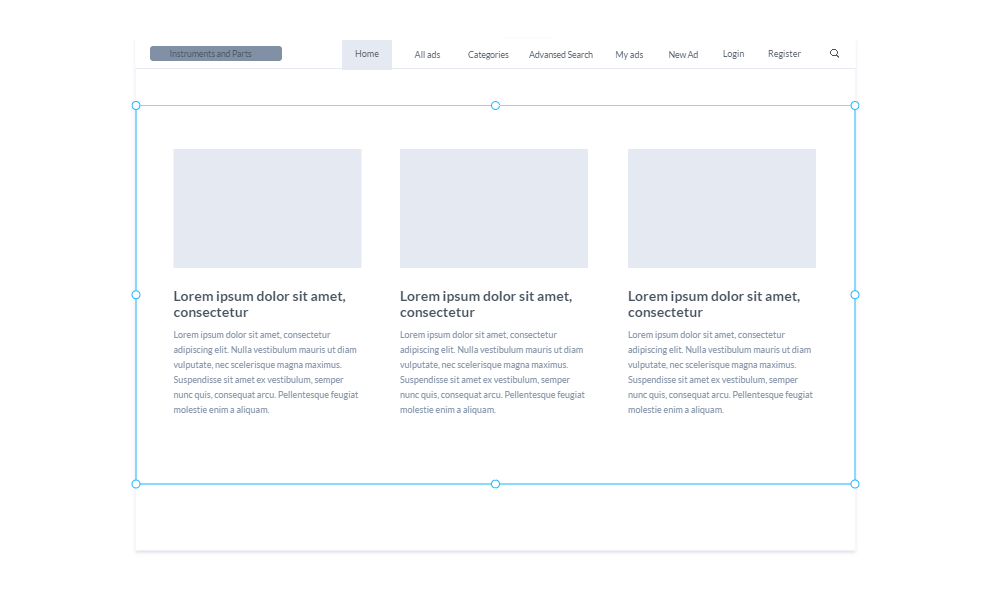 Instruments and Parts Home All ads Categories Advansed Search My ads New Ad Login Register
Lorem ipsum dolor sit amet,
consectetur
Lorem ipsum dolor sit amet, consectetur
adipiscing elit. Nulla vestibulum mauris ut diam
vulputate, nec scelerisque magna maximus.
Suspendisse sit amet ex vestibulum, semper
nunc quis, consequat arcu. Pellentesque feugiat
molestie enim a aliquam.
Lorem ipsum dolor sit amet,
consectetur
Lorem ipsum dolor sit amet, consectetur
adipiscing elit. Nulla vestibulum mauris ut diam
vulputate, nec scelerisque magna maximus.
Suspendisse sit amet ex vestibulum, semper
nunc quis, consequat arcu. Pellentesque feugiat
molestie enim a aliquam.
Lorem ipsum dolor sit amet,
consectetur
Lorem ipsum dolor sit amet, consectetur
adipiscing elit. Nulla vestibulum mauris ut diam
vulputate, nec scelerisque magna maximus.
Suspendisse sit amet ex vestibulum, semper
nunc quis, consequat arcu. Pellentesque feugiat
molestie enim a aliquam.